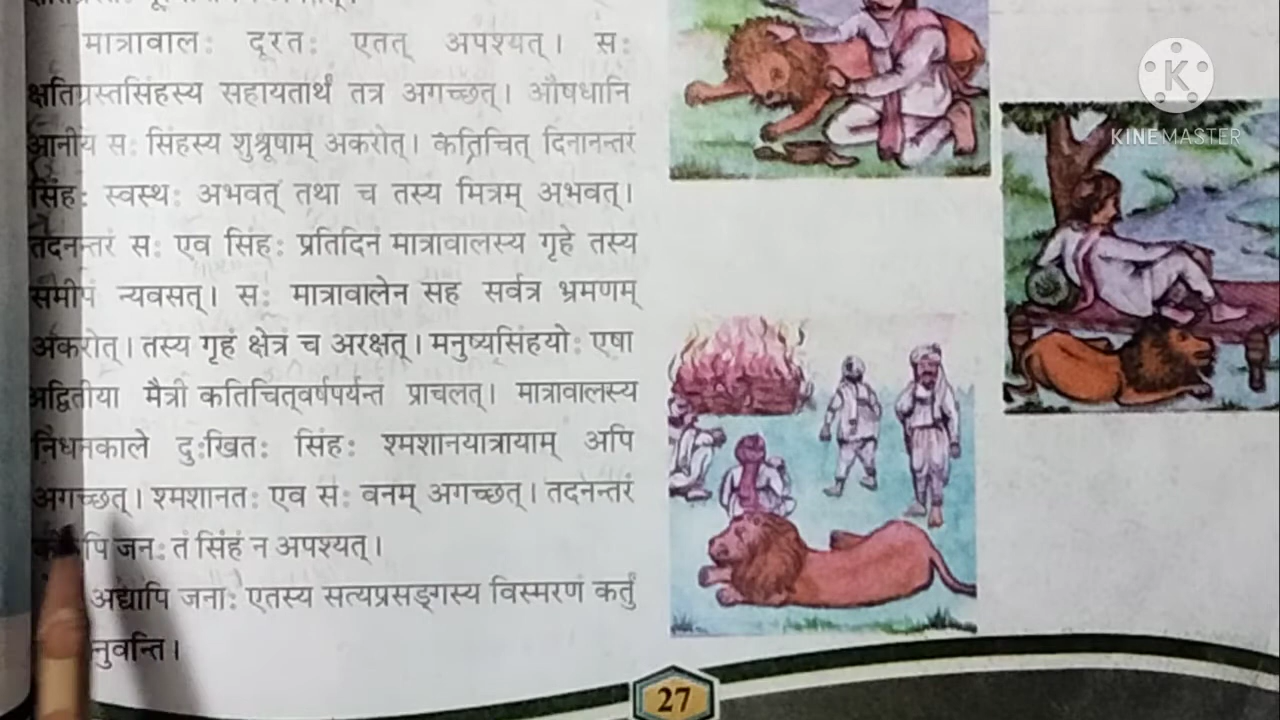 मात्रावालः दूरतः एतत् अपश्यत्। सः
क्षतिग्रस्तसिंहस्य सहायतार्थं तत्र अगच्छत्। औषधानि
आनीय सः सिंहस्य शुश्रूषाम् अकरोत्। कतिचित् दिनानन्तरं
सिंहः स्वस्थः अभवत् तथा च तस्य मित्रम् अभवत्।
तदनन्तरं सः एव सिंहः प्रतिदिनं मात्रावालस्य गृहे तस्य
समीपं न्यवसत्। सः मात्रावालेन सह सर्वत्र भ्रमणम्
अकरोत्। तस्य गृहं क्षेत्रं च अरक्षत्। मनुष्यसिंहयोः एषा
अद्वितीया मैत्री कतिचित्वर्षपर्यन्तं प्राचलत्। मात्रावालस्य
निधनकाले दुःखितः सिंहः श्मशानयात्रायाम् अपि
अगच्छत्। श्मशानतः एव सः वनम् अगच्छत्। तदनन्तरं
जनः तं सिंहं न अपश्यत्।
अद्यापि जनाः एतस्य सत्यप्रसङ्गस्य विस्मरणं कर्तुं
27
KINEMASTER